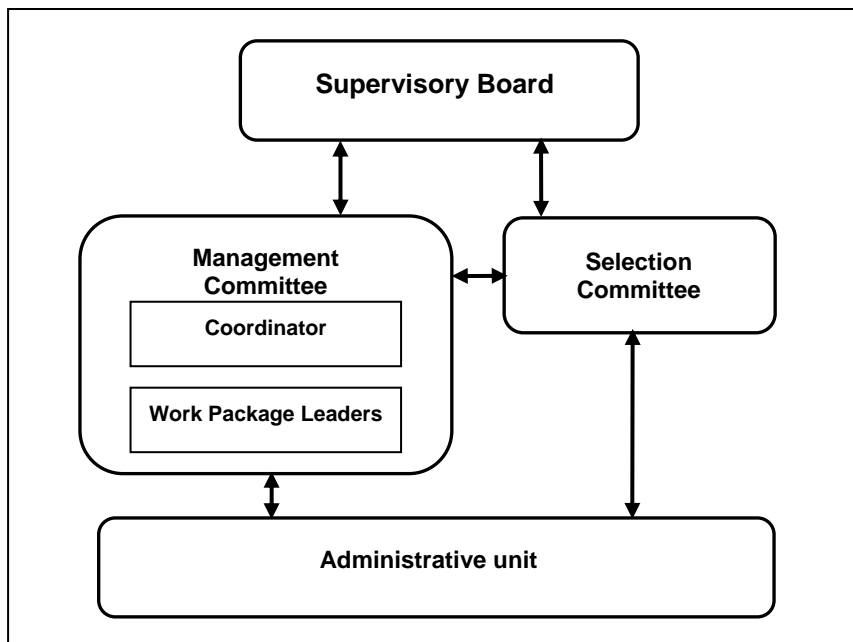 Supervisory Board
Management
Committee
Selection
Committee
Coordinator
Work Package Leaders
Administrative unit